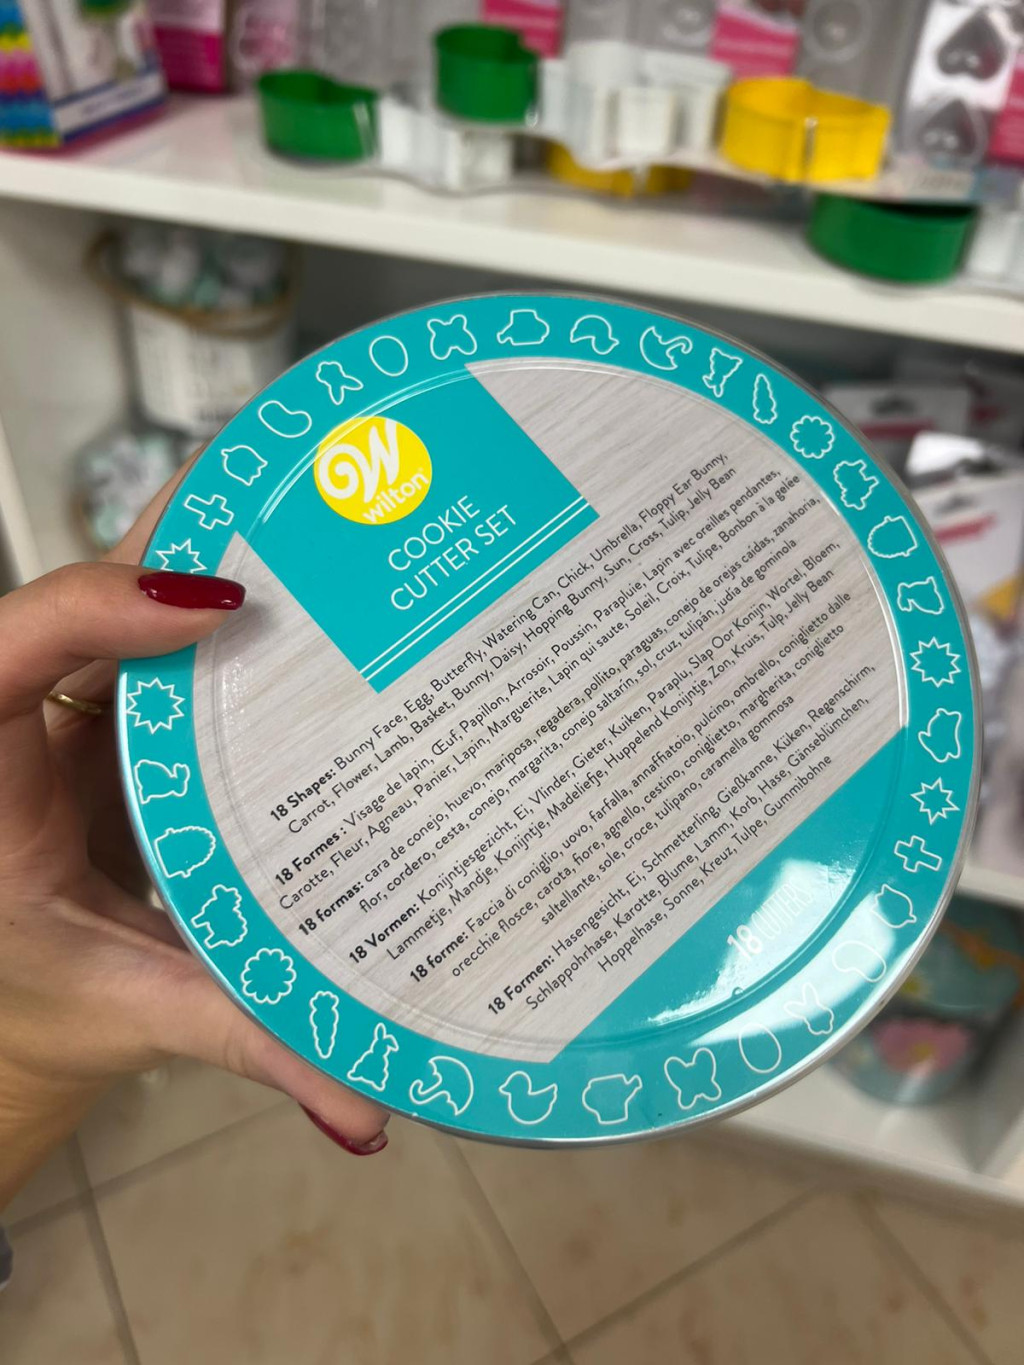 Wilton
COOKIE
CUTTER SET
18 Shapes: Bunny Face, Egg, Butterfly, Watering Can, Chick, Umbrella, Floppy Ear Bunny,
Carrot, Flower, Lamb, Basket, Bunny, Daisy, Hopping Bunny, Sun, Cross, Tulip, Jelly Bean
18 Formes : Visage de lapin, Œuf, Papillon, Arrosoir, Poussin, Parapluie, Lapin avec oreilles pendantes,
Carotte, Fleur, Agneau, Panier, Lapin, Marguerite, Lapin qui saute, Soleil, Croix, Tulipe, Bonbon à la gelée
18 formas: cara de conejo, huevo, mariposa, regadera, pollito, paraguas, conejo de orejas caídas, zanahoria,
flor, cordero, cesta, conejo, margarita, conejo saltarín, sol, cruz, tulipán, judía de gominola
18 Vormen: Konijntjesgezicht, Ei, Vlinder, Gieter, Kuiken, Paraplu, Slap Oor Konijn, Wortel, Bloem,
Lammetje, Mandje, Konijntje, Madeliefje, Huppelend Konijntje, Zon, Kruis, Tulp, Jelly Bean
18 forme: Faccia di coniglio, uovo, farfalla, annaffiatoio, pulcino, ombrello, coniglietto dalle
orecchie flosce, carota, fiore, agnello, cestino, coniglietto, margherita, coniglietto
saltellante, sole, croce, tulipano, caramella gommosa
18 Formen: Hasengesicht, Ei, Schmetterling, Gießkanne, Küken, Regenschirm,
Schlappohrhase, Karotte, Blume, Lamm, Korb, Hase, Gänseblümchen,
Hoppelhase, Sonne, Kreuz, Tulpe, Gummibohne
18 CUTTERS